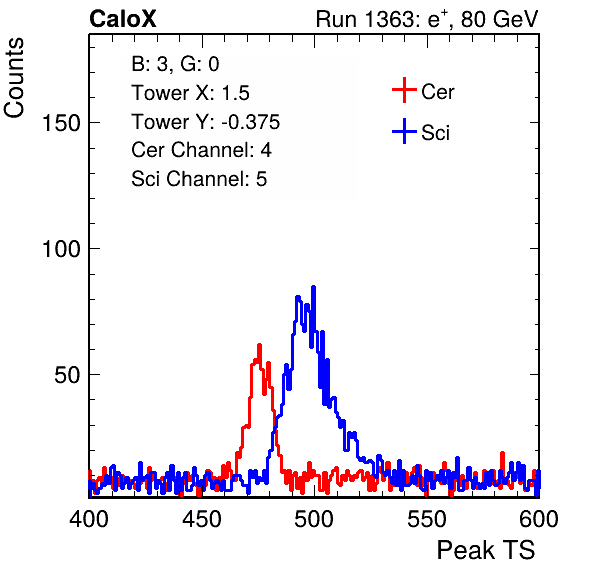 CaloX Run 1363: e⁺, 80 GeV
Counts
B: 3, G: 0
Tower X: 1.5
Tower Y: -0.375
Cer Channel: 4
Sci Channel: 5
Cer
Sci
150
100
50
400 450 500 550 600
Peak TS